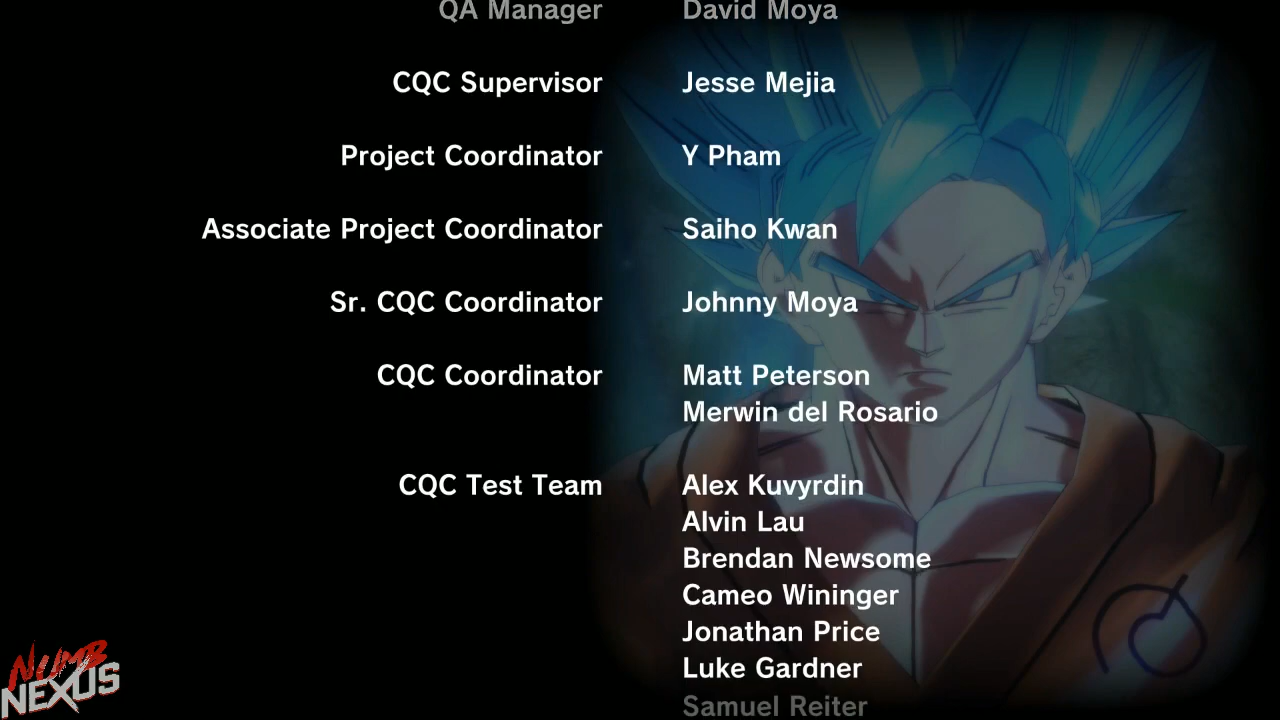 QA Manager David Moya
CQC Supervisor Jesse Mejia
Project Coordinator Y Pham
Associate Project Coordinator Saiho Kwan
Sr. CQC Coordinator Johnny Moya
CQC Coordinator Matt Peterson
Merwin del Rosario
CQC Test Team Alex Kuvyrdin
Alvin Lau
Brendan Newsome
Cameo Wininger
Jonathan Price
Luke Gardner
Samuel Reiter
NUMB
NEXUS